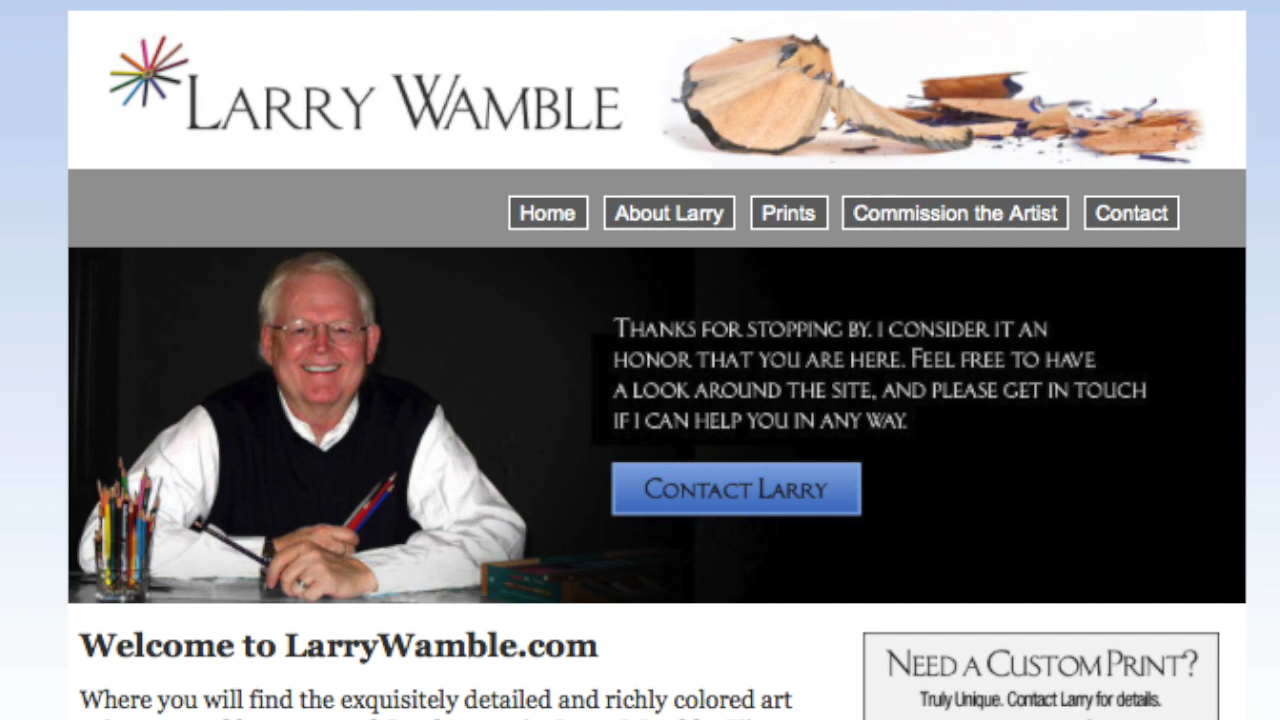 LARRY WAMBLE
Home About Larry Prints Commission the Artist Contact
THANKS FOR STOPPING BY. I CONSIDER IT AN
HONOR THAT YOU ARE HERE. FEEL FREE TO HAVE
A LOOK AROUND THE SITE, AND PLEASE GET IN TOUCH
IF I CAN HELP YOU IN ANY WAY.
CONTACT LARRY
Welcome to LarryWamble.com
Where you will find the exquisitely detailed and richly colored art
NEED A CUSTOM PRINT?
Truly Unique. Contact Larry for details.